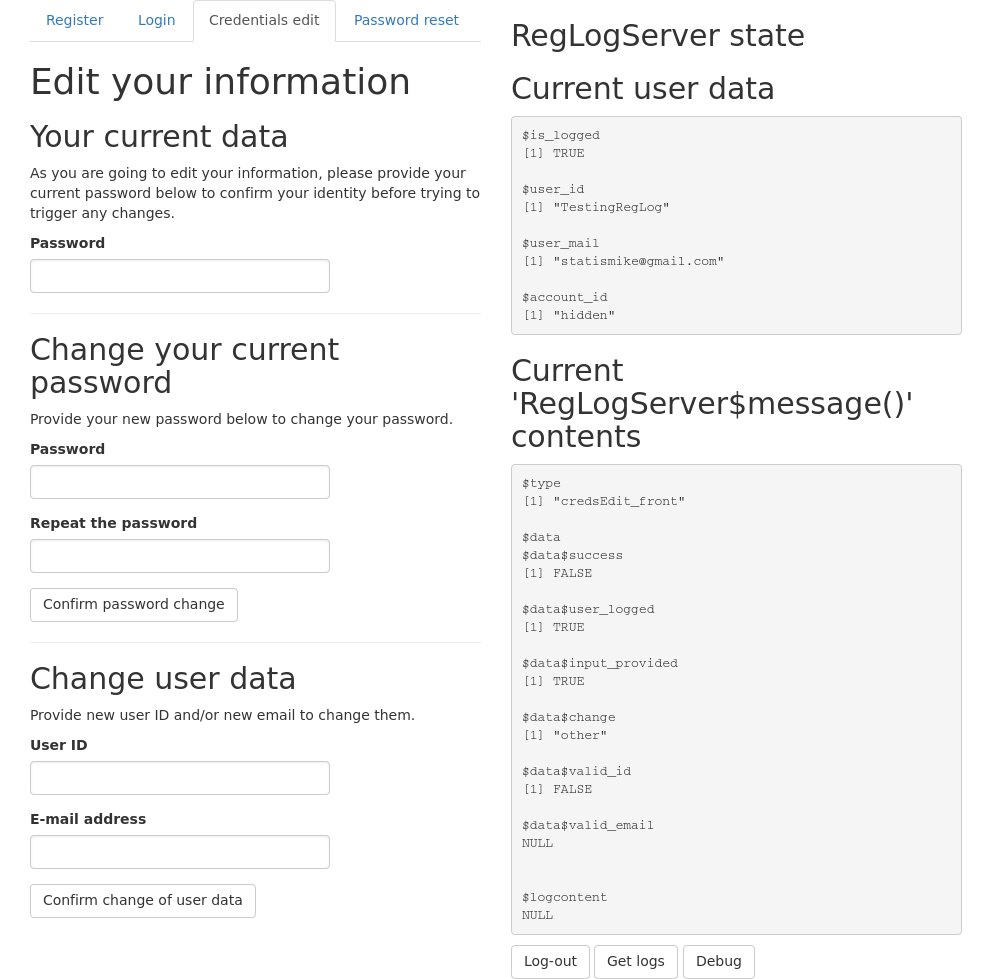 Register Login Credentials edit Password reset
Edit your information
Your current data
As you are going to edit your information, please provide your
current password below to confirm your identity before trying to
trigger any changes.
Password
Change your current
password
Provide your new password below to change your password.
Password
Repeat the password
Confirm password change
Change user data
Provide new user ID and/or new email to change them.
User ID
E-mail address
Confirm change of user data
RegLogServer state
Current user data
$is_logged
[1] TRUE
$user_id
[1] "TestingRegLog"
$user_mail
[1] "statismike@gmail.com"
$account_id
[1] "hidden"
Current
'RegLogServer$message()'
contents
$type
[1] "credsEdit_front"
$data
$data$success
[1] FALSE
$data$user_logged
[1] TRUE
$data$input_provided
[1] TRUE
$data$change
[1] "other"
$data$valid_id
[1] FALSE
$data$valid_email
NULL
$logcontent
NULL
Log-out Get logs Debug